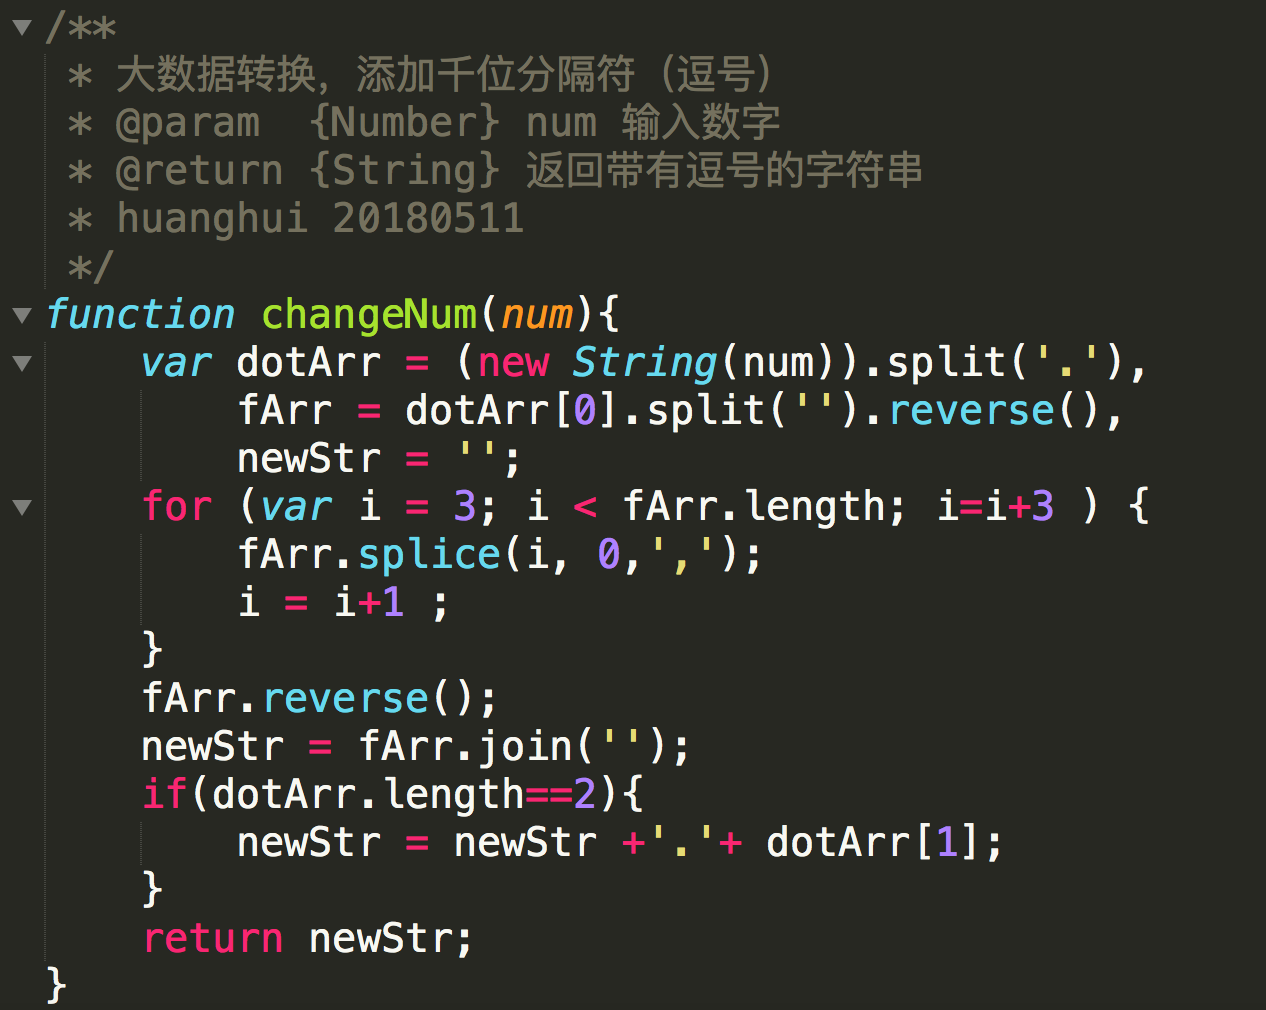 /**
 * 大数据转换，添加千位分隔符（逗号）
 * @param  {Number} num 输入数字
 * @return {String} 返回带有逗号的字符串
 * huanghui 20180511
 */
function changeNum(num){
    var dotArr = (new String(num)).split('.'),
        fArr = dotArr[0].split('').reverse(),
        newStr = '';
    for (var i = 3; i < fArr.length; i=i+3 ) {
        fArr.splice(i, 0,',');
        i = i+1 ;
    }
    fArr.reverse();
    newStr = fArr.join('');
    if(dotArr.length==2){
        newStr = newStr +'.'+ dotArr[1];
    }
    return newStr;
}